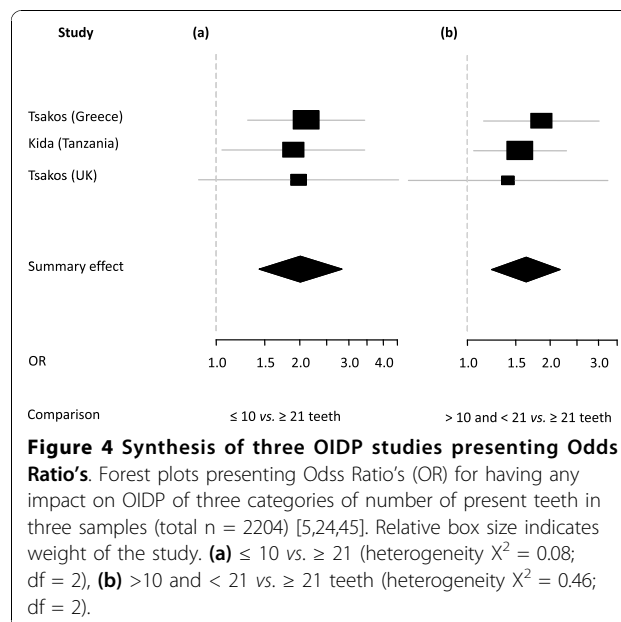 Study (a) (b)
Tsakos (Greece)
Kida (Tanzania)
Tsakos (UK)
Summary effect
OR 1.0 1.5 2.0 3.0 4.0 1.0 1.5 2.0 3.0
Comparison ≤ 10 vs. ≥ 21 teeth > 10 and < 21 vs. ≥ 21 teeth
Figure 4 Synthesis of three OIDP studies presenting Odds
Ratio's. Forest plots presenting Odss Ratio's (OR) for having any
impact on OIDP of three categories of number of present teeth in
three samples (total n = 2204) [5,24,45]. Relative box size indicates
weight of the study. (a) ≤ 10 vs. ≥ 21 (heterogeneity X² = 0.08;
df = 2), (b) >10 and < 21 vs. ≥ 21 teeth (heterogeneity X² = 0.46;
df = 2).